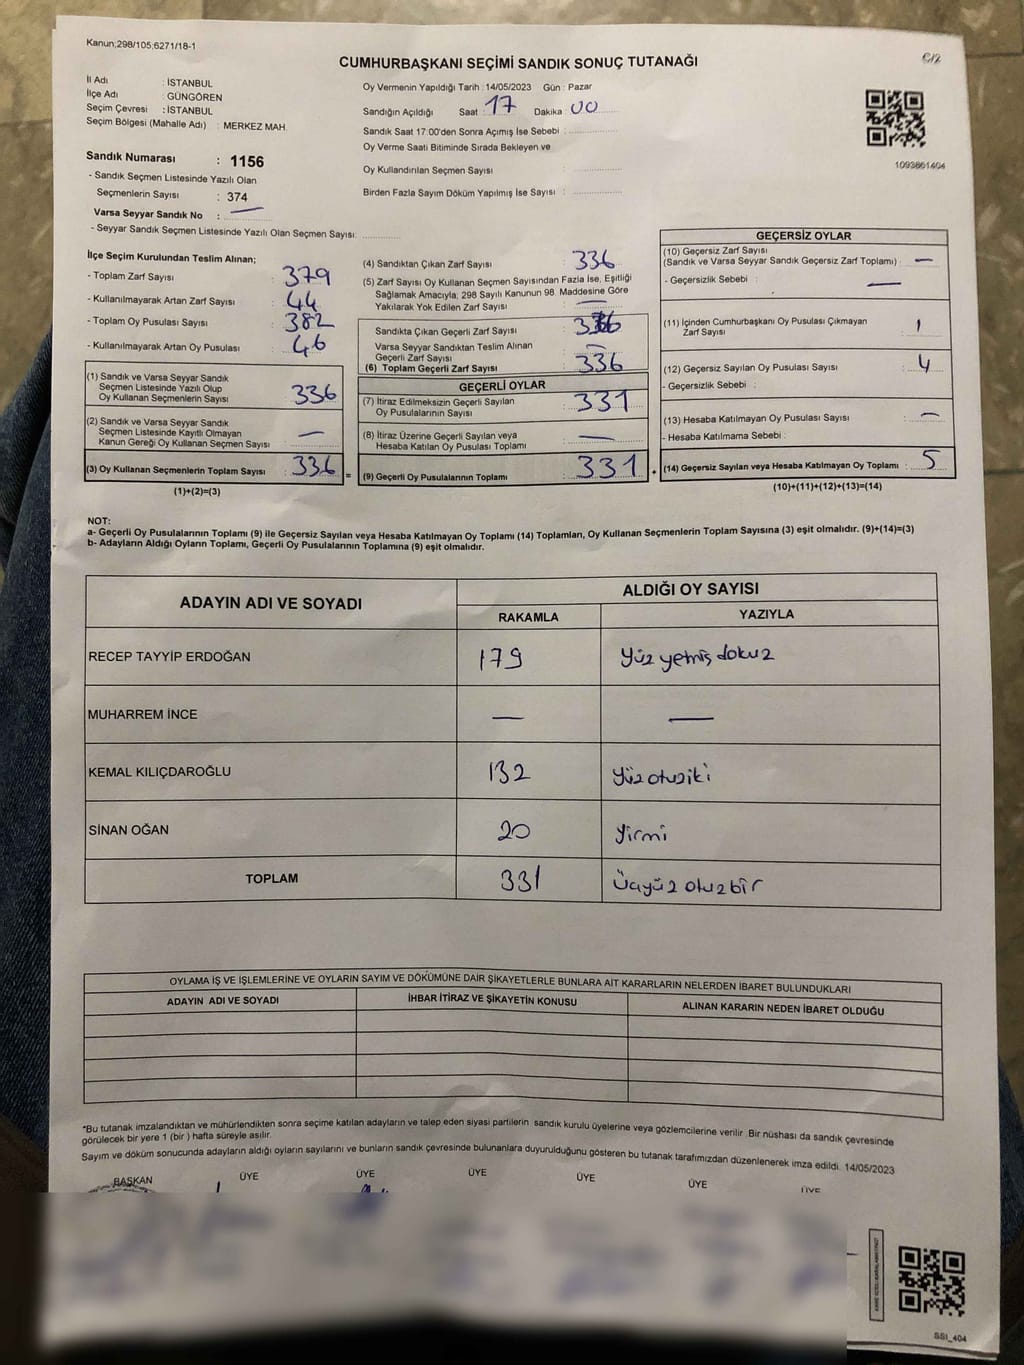 Kanun;298/105;6271/18-1
CUMHURBAŞKANI SEÇİMİ SANDIK SONUÇ TUTANAĞI
C/2
İl Adı : İSTANBUL
İlçe Adı : GÜNGÖREN
Seçim Çevresi : İSTANBUL
Seçim Bölgesi (Mahalle Adı) : MERKEZ MAH.
Sandık Numarası : 1156
- Sandık Seçmen Listesinde Yazılı Olan
Seçmenlerin Sayısı : 374
Varsa Seyyar Sandık No : —
- Seyyar Sandık Seçmen Listesinde Yazılı Olan Seçmen Sayısı: ............
Oy Vermenin Yapıldığı Tarih : 14/05/2023 Gün : Pazar
Sandığın Açıldığı Saat : 17 Dakika 00
Sandık Saat 17:00'den Sonra Açımış İse Sebebi : ............
Oy Verme Saati Bitiminde Sırada Bekleyen ve
Oy Kullandırılan Seçmen Sayısı : ............
Birden Fazla Sayım Döküm Yapılmış İse Sayısı : ............
1093861404
İlçe Seçim Kurulundan Teslim Alınan;
- Toplam Zarf Sayısı : 379
- Kullanılmayarak Artan Zarf Sayısı : 44
- Toplam Oy Pusulası Sayısı : 382
- Kullanılmayarak Artan Oy Pusulası : 46
(1) Sandık ve Varsa Seyyar Sandık
Seçmen Listesinde Yazılı Olup
Oy Kullanan Seçmenlerin Sayısı : 336
(2) Sandık ve Varsa Seyyar Sandık
Seçmen Listesinde Kayıtlı Olmayan
Kanun Gereği Oy Kullanan Seçmen Sayısı : —
(3) Oy Kullanan Seçmenlerin Toplam Sayısı : 336 =
(1)+(2)=(3)
(4) Sandıktan Çıkan Zarf Sayısı : 336
(5) Zarf Sayısı Oy Kullanan Seçmen Sayısından Fazla İse, Eşitliği
Sağlamak Amacıyla; 298 Sayılı Kanunun 98. Maddesine Göre
Yakılarak Yok Edilen Zarf Sayısı : —
Sandıkta Çıkan Geçerli Zarf Sayısı : 336
Varsa Seyyar Sandıktan Teslim Alınan
Geçerli Zarf Sayısı : —
(6) Toplam Geçerli Zarf Sayısı : 336
GEÇERLİ OYLAR
(7) İtiraz Edilmeksizin Geçerli Sayılan
Oy Pusulalarının Sayısı : 331
(8) İtiraz Üzerine Geçerli Sayılan veya
Hesaba Katılan Oy Pusulası Toplamı : —
(9) Geçerli Oy Pusulalarının Toplamı : 331 +
GEÇERSİZ OYLAR
(10) Geçersiz Zarf Sayısı
(Sandık ve Varsa Seyyar Sandık Geçersiz Zarf Toplamı) : —
- Geçersizlik Sebebi : —
(11) İçinden Cumhurbaşkanı Oy Pusulası Çıkmayan
Zarf Sayısı : 1
(12) Geçersiz Sayılan Oy Pusulası Sayısı : 4
- Geçersizlik Sebebi :
(13) Hesaba Katılmayan Oy Pusulası Sayısı : —
- Hesaba Katılmama Sebebi :
(14) Geçersiz Sayılan veya Hesaba Katılmayan Oy Toplamı : 5
(10)+(11)+(12)+(13)=(14)
NOT:
a- Geçerli Oy Pusulalarının Toplamı (9) ile Geçersiz Sayılan veya Hesaba Katılmayan Oy Toplamı (14) Toplamları, Oy Kullanan Seçmenlerin Toplam Sayısına (3) eşit olmalıdır. (9)+(14)=(3)
b- Adayların Aldığı Oyların Toplamı, Geçerli Oy Pusulalarının Toplamına (9) eşit olmalıdır.
ADAYIN ADI VE SOYADI
ALDIĞI OY SAYISI
RAKAMLA YAZIYLA
RECEP TAYYİP ERDOĞAN 179 yüz yetmiş dokuz
MUHARREM İNCE — —
KEMAL KILIÇDAROĞLU 132 yüz otuz iki
SİNAN OĞAN 20 yirmi
TOPLAM 331 üçyüz otuz bir
OYLAMA İŞ VE İŞLEMLERİNE VE OYLARIN SAYIM VE DÖKÜMÜNE DAİR ŞİKAYETLERLE BUNLARA AİT KARARLARIN NELERDEN İBARET BULUNDUKLARI
ADAYIN ADI VE SOYADI İHBAR İTİRAZ VE ŞİKAYETİN KONUSU ALINAN KARARIN NEDEN İBARET OLDUĞU
*Bu tutanak imzalandıktan ve mühürlendikten sonra seçime katılan adayların ve talep eden siyasi partilerin sandık kurulu üyelerine veya gözlemcilerine verilir. Bir nüshası da sandık çevresinde
görülecek bir yere 1 (bir ) hafta süreyle asılır.
Sayım ve döküm sonucunda adayların aldığı oyların sayılarını ve bunların sandık çevresinde bulunanlara duyurulduğunu gösteren bu tutanak tarafımızdan düzenlenerek imza edildi. 14/05/2023
BAŞKAN ÜYE ÜYE ÜYE ÜYE ÜYE ÜYE
SSI_404